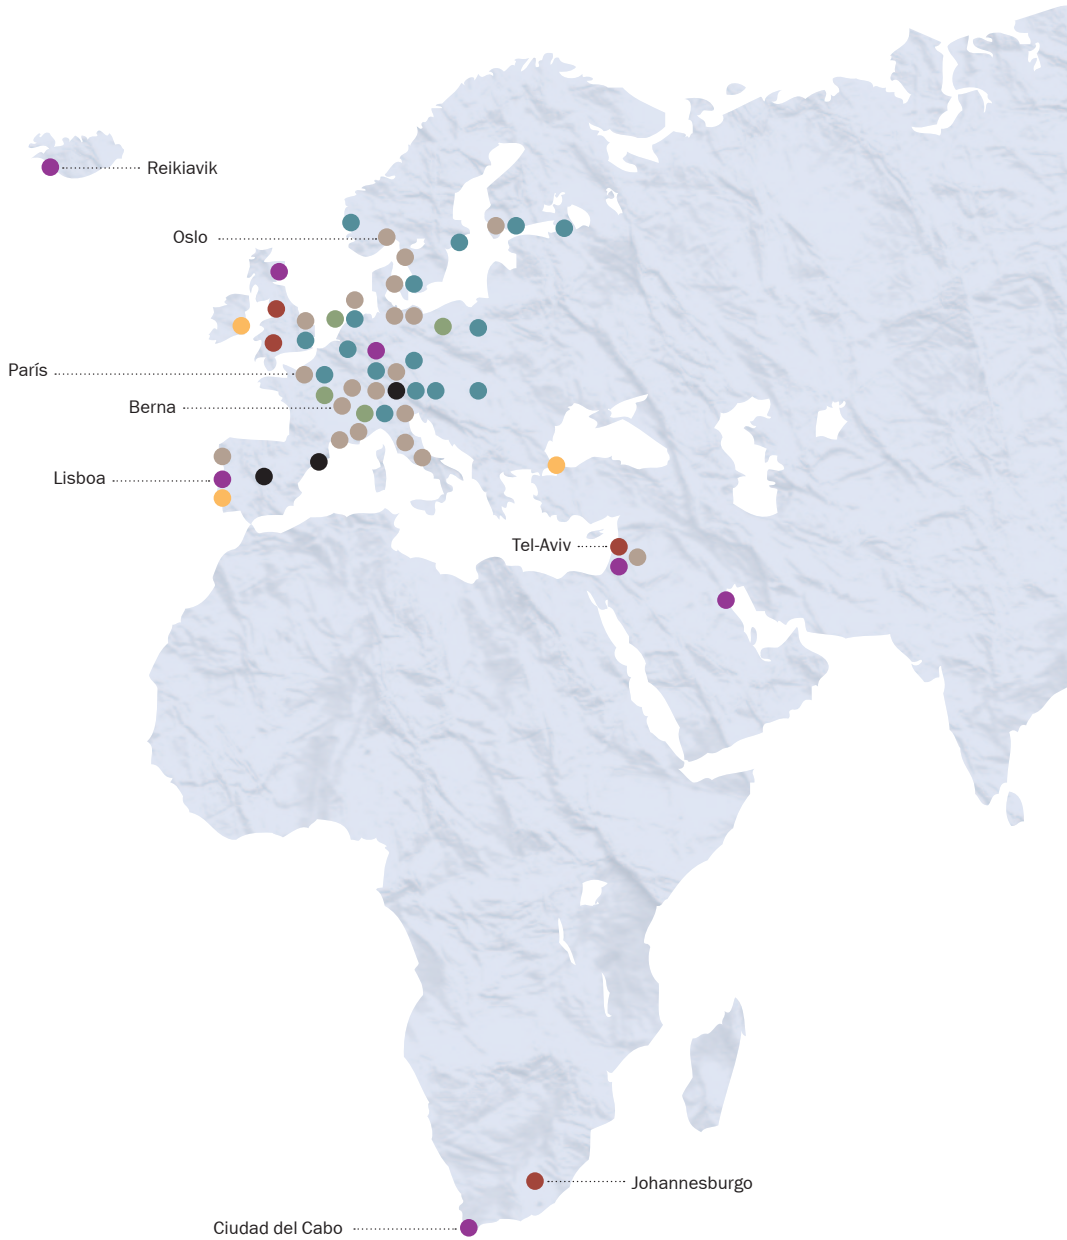 Reikiavik
Oslo
París
Berna
Lisboa
Tel-Aviv
Johannesburgo
Ciudad del Cabo